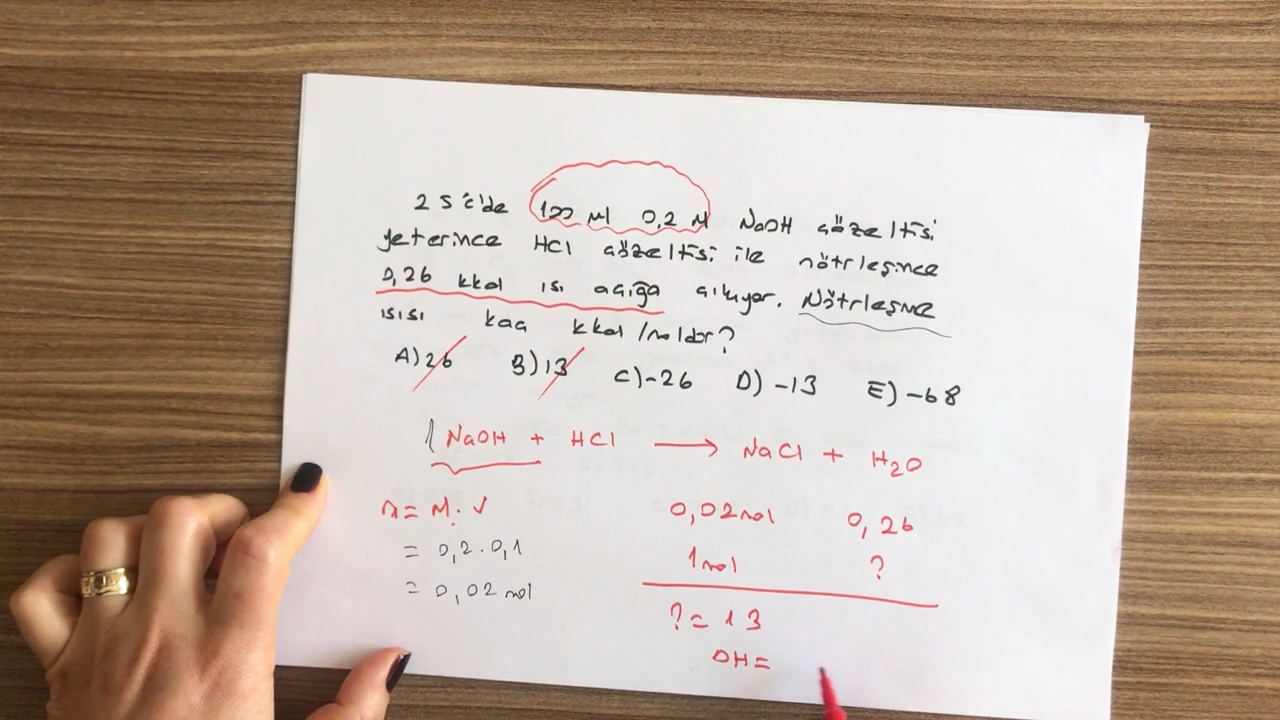 25 °C'de 100 ml 0,2 M NaOH çözeltisi
yeterince HCl çözeltisi ile nötrleşince
0,26 kkal ısı açığa çıkıyor. Nötrleşme
ısısı kaç kkal/moldür?
A) 26 B) 13 C) -26 D) -13 E) -68
1 NaOH + HCl → NaCl + H₂O
n = M . V
= 0,2 . 0,1
= 0,02 mol
0,02 mol 0,26
1 mol ?
? = 13
ΔH =